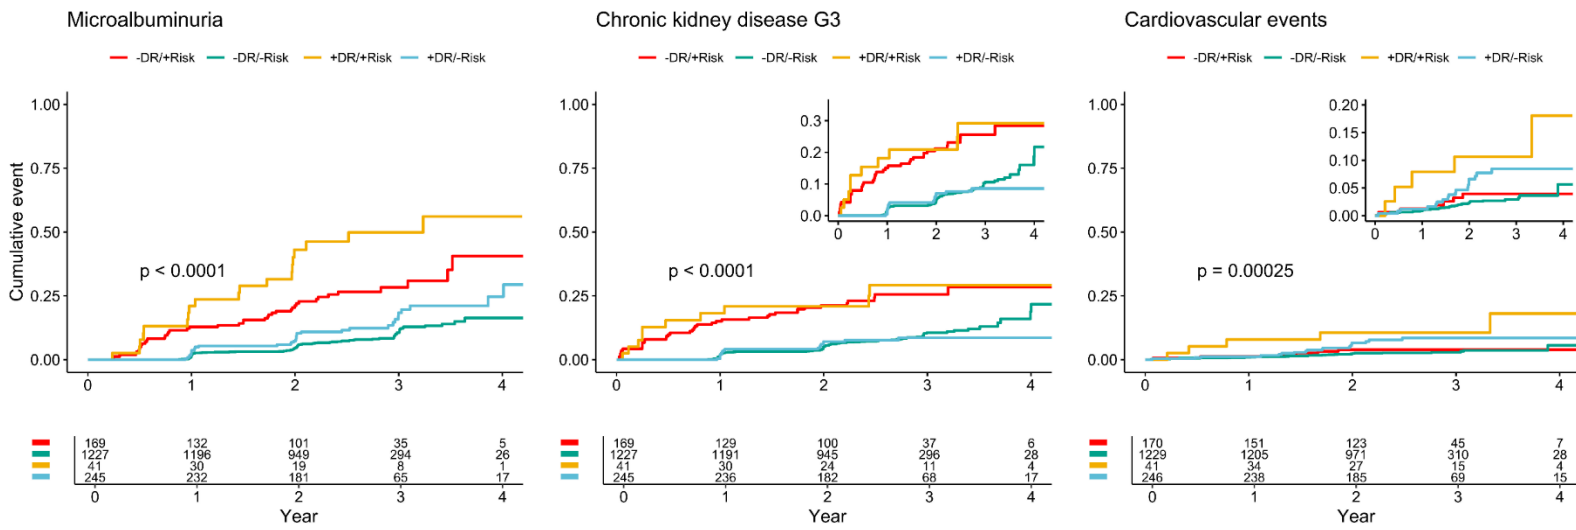 Microalbuminuria
-DR/+Risk -DR/-Risk +DR/+Risk +DR/-Risk
Cumulative event
1.00
0.75
0.50
0.25
0.00
p < 0.0001
0 1 2 3 4
169 132 101 35 5
1227 1196 949 294 26
41 30 19 8 1
245 232 181 65 17
0 1 2 3 4
Year
Chronic kidney disease G3
-DR/+Risk -DR/-Risk +DR/+Risk +DR/-Risk
1.00
0.75
0.50
0.25
0.00
0.3
0.2
0.1
0.0
0 1 2 3 4
p < 0.0001
0 1 2 3 4
169 129 100 37 6
1227 1191 945 296 28
41 30 24 11 4
245 236 182 68 17
0 1 2 3 4
Year
Cardiovascular events
-DR/+Risk -DR/-Risk +DR/+Risk +DR/-Risk
1.00
0.75
0.50
0.25
0.00
0.20
0.15
0.10
0.05
0.00
0 1 2 3 4
p = 0.00025
0 1 2 3 4
170 151 123 45 7
1229 1205 971 310 28
41 34 27 15 4
246 238 185 69 15
0 1 2 3 4
Year